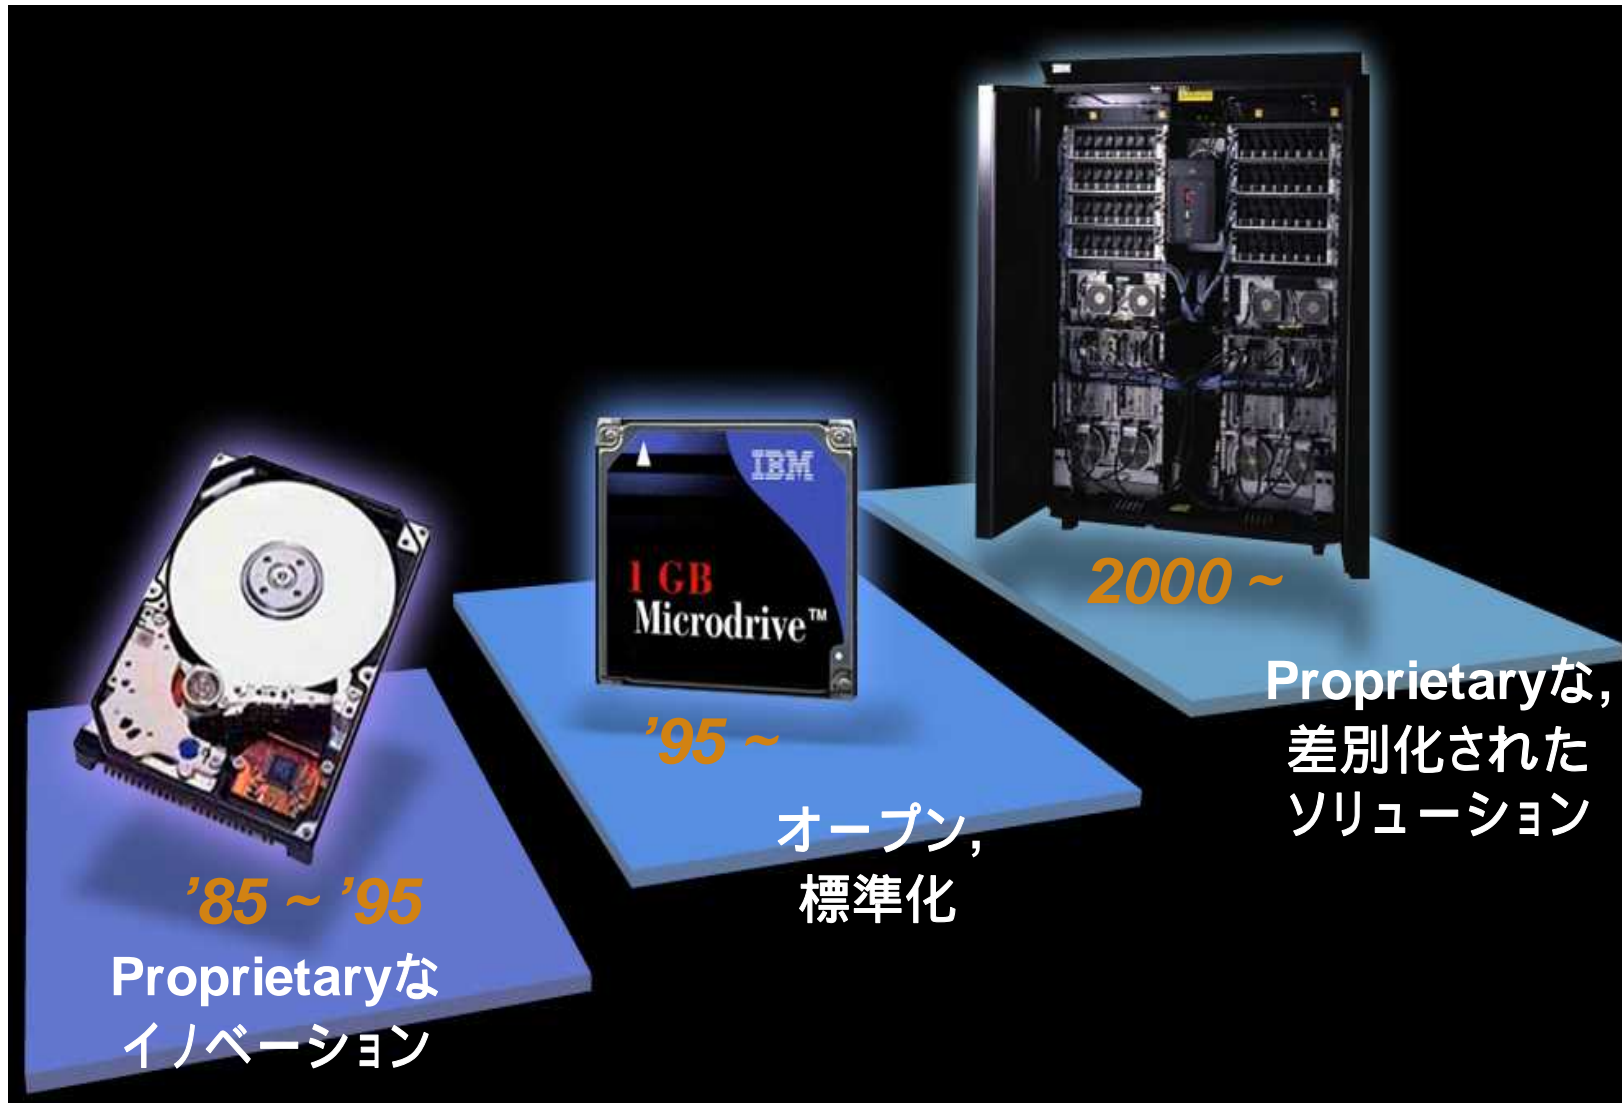 IBM
1 GB
Microdrive™
’85 ~ ’95
Proprietaryな
イノベーション
’95 ~
オープン,
標準化
2000 ~
Proprietaryな,
差別化された
ソリューション